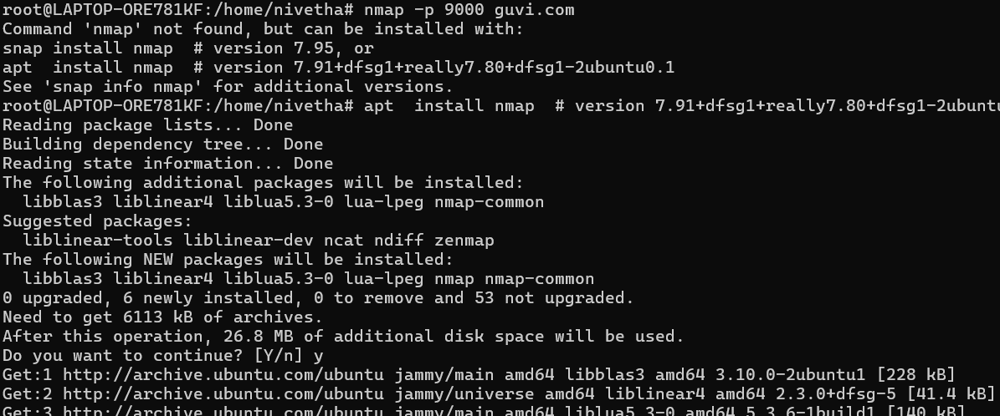 root@LAPTOP-ORE781KF:/home/nivetha# nmap -p 9000 guvi.com
Command 'nmap' not found, but can be installed with:
snap install nmap  # version 7.95, or
apt  install nmap  # version 7.91+dfsg1+really7.80+dfsg1-2ubuntu0.1
See 'snap info nmap' for additional versions.
root@LAPTOP-ORE781KF:/home/nivetha# apt  install nmap  # version 7.91+dfsg1+really7.80+dfsg1-2ubuntu
Reading package lists... Done
Building dependency tree... Done
Reading state information... Done
The following additional packages will be installed:
  libblas3 liblinear4 liblua5.3-0 lua-lpeg nmap-common
Suggested packages:
  liblinear-tools liblinear-dev ncat ndiff zenmap
The following NEW packages will be installed:
  libblas3 liblinear4 liblua5.3-0 lua-lpeg nmap nmap-common
0 upgraded, 6 newly installed, 0 to remove and 53 not upgraded.
Need to get 6113 kB of archives.
After this operation, 26.8 MB of additional disk space will be used.
Do you want to continue? [Y/n] y
Get:1 http://archive.ubuntu.com/ubuntu jammy/main amd64 libblas3 amd64 3.10.0-2ubuntu1 [228 kB]
Get:2 http://archive.ubuntu.com/ubuntu jammy/universe amd64 liblinear4 amd64 2.3.0+dfsg-5 [41.4 kB]
Get:3 http://archive.ubuntu.com/ubuntu jammy/main amd64 liblua5.3-0 amd64 5.3.6-1build1 [140 kB]